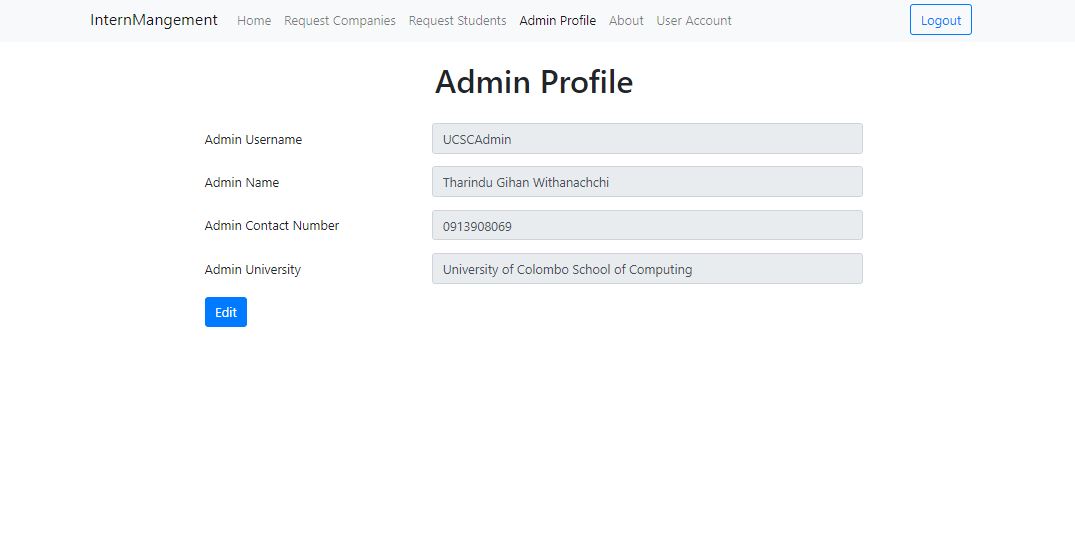 InternMangement Home Request Companies Request Students Admin Profile About User Account Logout
Admin Profile
Admin Username UCSCAdmin
Admin Name Tharindu Gihan Withanachchi
Admin Contact Number 0913908069
Admin University University of Colombo School of Computing
Edit